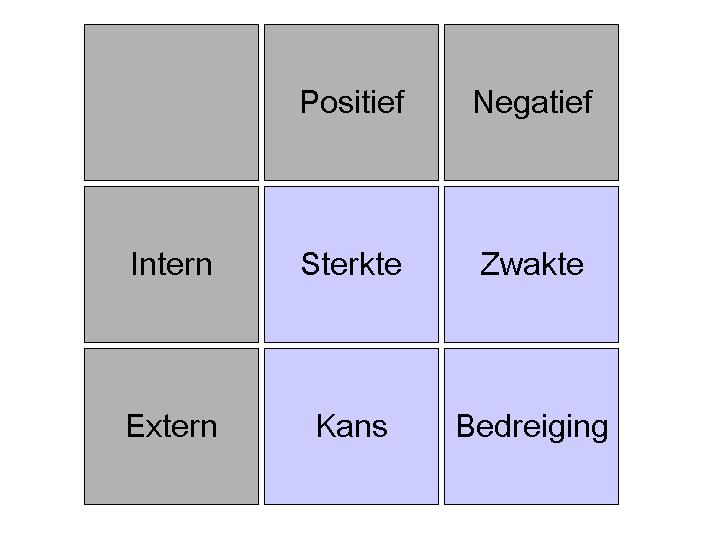 Positief Negatief
Intern Sterkte Zwakte
Extern Kans Bedreiging